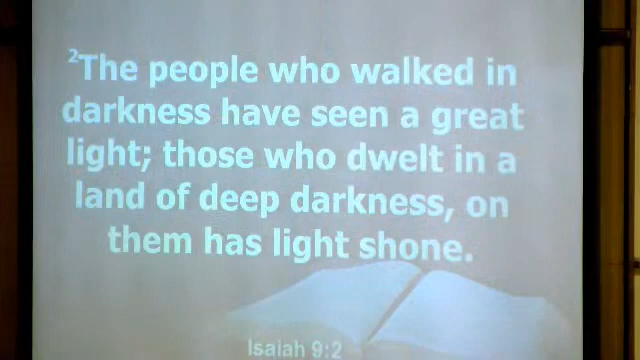 ²The people who walked in
darkness have seen a great
light; those who dwelt in a
land of deep darkness, on
them has light shone.
Isaiah 9:2